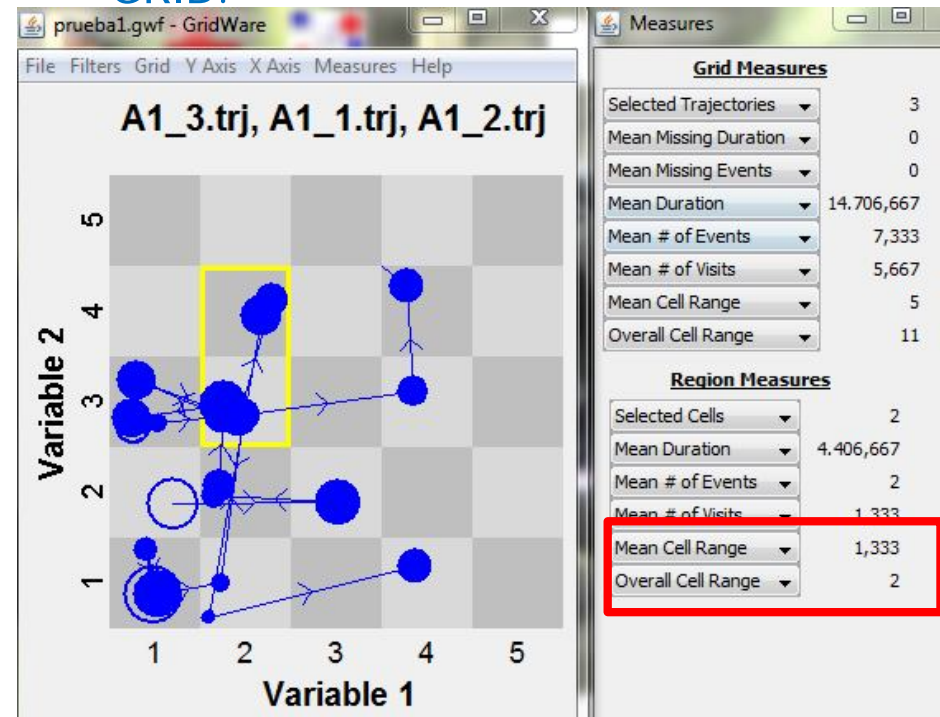 GRID.
prueba1.gwf - GridWare
File Filters Grid Y Axis X Axis Measures Help
A1_3.trj, A1_1.trj, A1_2.trj
Variable 2
5
4
3
2
1
1 2 3 4 5
Variable 1
Measures
Grid Measures
Selected Trajectories 3
Mean Missing Duration 0
Mean Missing Events 0
Mean Duration 14.706,667
Mean # of Events 7,333
Mean # of Visits 5,667
Mean Cell Range 5
Overall Cell Range 11
Region Measures
Selected Cells 2
Mean Duration 4.406,667
Mean # of Events 2
Mean # of Visits 1,333
Mean Cell Range 1,333
Overall Cell Range 2